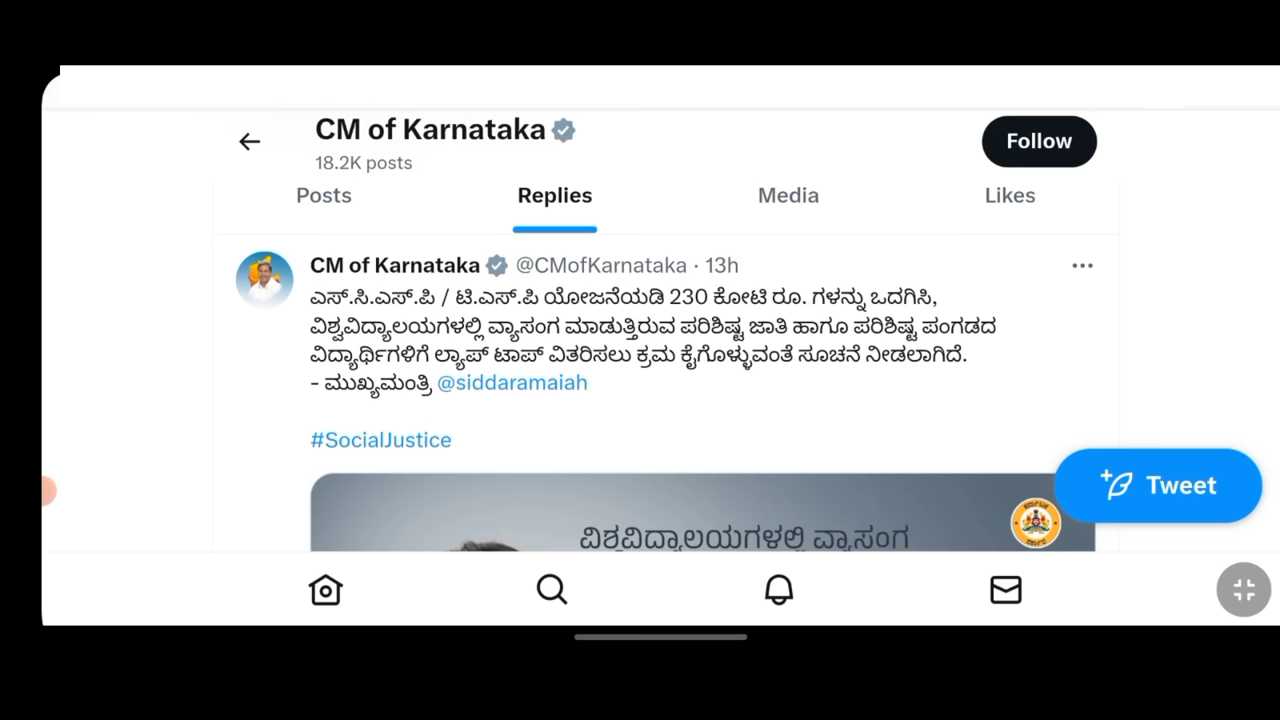 CM of Karnataka
18.2K posts
Follow
Posts Replies Media Likes
CM of Karnataka @CMofKarnataka · 13h
ಎಸ್.ಸಿ.ಎಸ್.ಪಿ / ಟಿ.ಎಸ್.ಪಿ ಯೋಜನೆಯಡಿ 230 ಕೋಟಿ ರೂ. ಗಳನ್ನು ಒದಗಿಸಿ,
ವಿಶ್ವವಿದ್ಯಾಲಯಗಳಲ್ಲಿ ವ್ಯಾಸಂಗ ಮಾಡುತ್ತಿರುವ ಪರಿಶಿಷ್ಟ ಜಾತಿ ಹಾಗೂ ಪರಿಶಿಷ್ಟ ಪಂಗಡದ
ವಿದ್ಯಾರ್ಥಿಗಳಿಗೆ ಲ್ಯಾಪ್ ಟಾಪ್ ವಿತರಿಸಲು ಕ್ರಮ ಕೈಗೊಳ್ಳುವಂತೆ ಸೂಚನೆ ನೀಡಲಾಗಿದೆ.
- ಮುಖ್ಯಮಂತ್ರಿ @siddaramaiah
#SocialJustice
Tweet
ವಿಶ್ವವಿದ್ಯಾಲಯಗಳಲ್ಲಿ ವ್ಯಾಸಂಗ